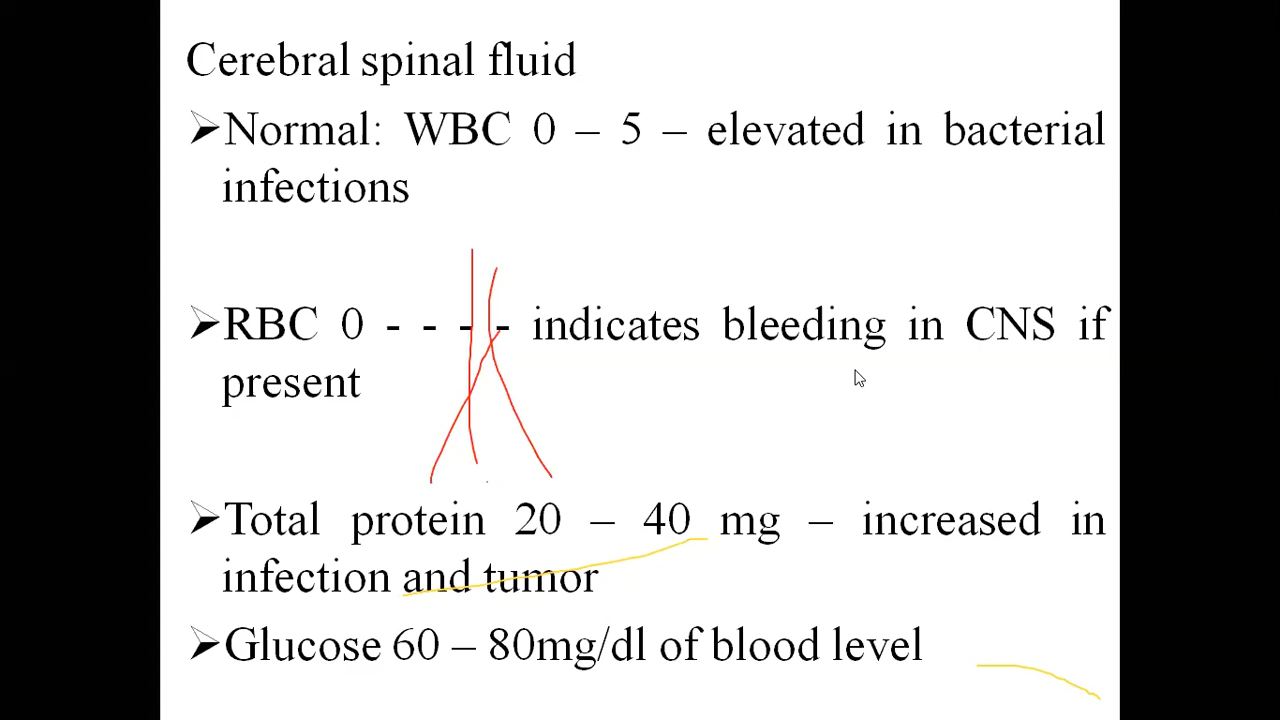 Cerebral spinal fluid
➢Normal: WBC 0 – 5 – elevated in bacterial
infections
➢RBC 0 - - - - indicates bleeding in CNS if
present
➢Total protein 20 – 40 mg – increased in
infection and tumor
➢Glucose 60 – 80mg/dl of blood level